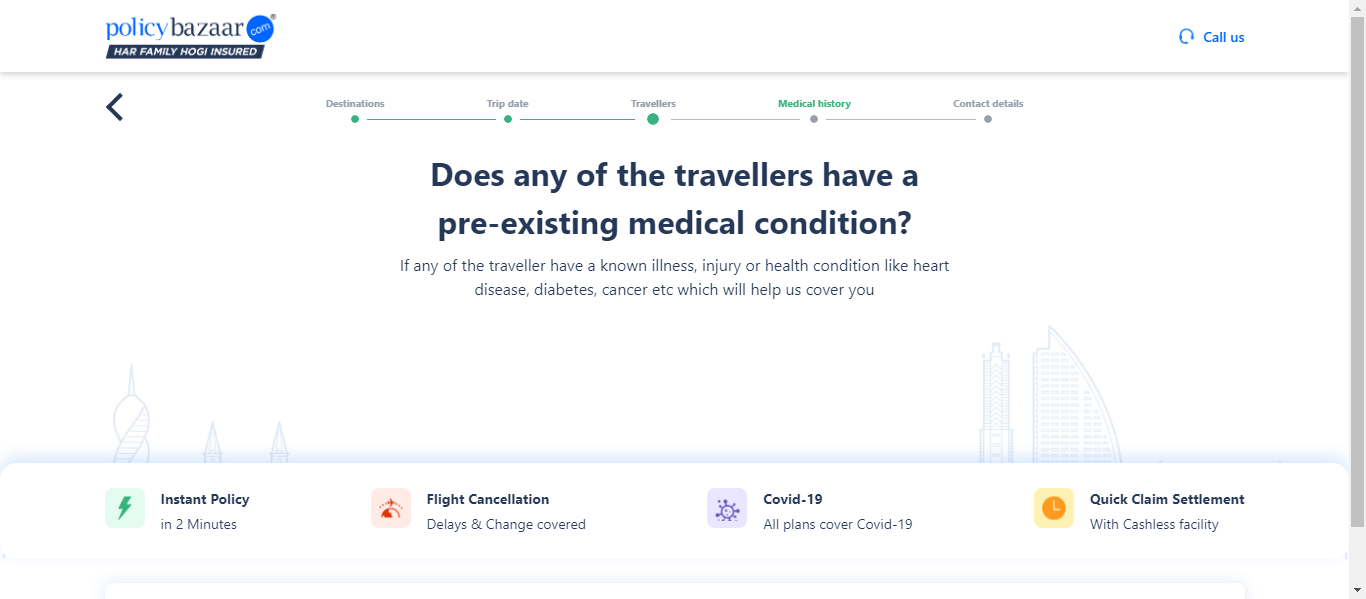 policybazaar.com
HAR FAMILY HOGI INSURED
Call us
Destinations
Trip date
Travellers
Medical history
Contact details
Does any of the travellers have a
pre-existing medical condition?
If any of the traveller have a known illness, injury or health condition like heart
disease, diabetes, cancer etc which will help us cover you
Instant Policy
in 2 Minutes
Flight Cancellation
Delays & Change covered
Covid-19
All plans cover Covid-19
Quick Claim Settlement
With Cashless facility